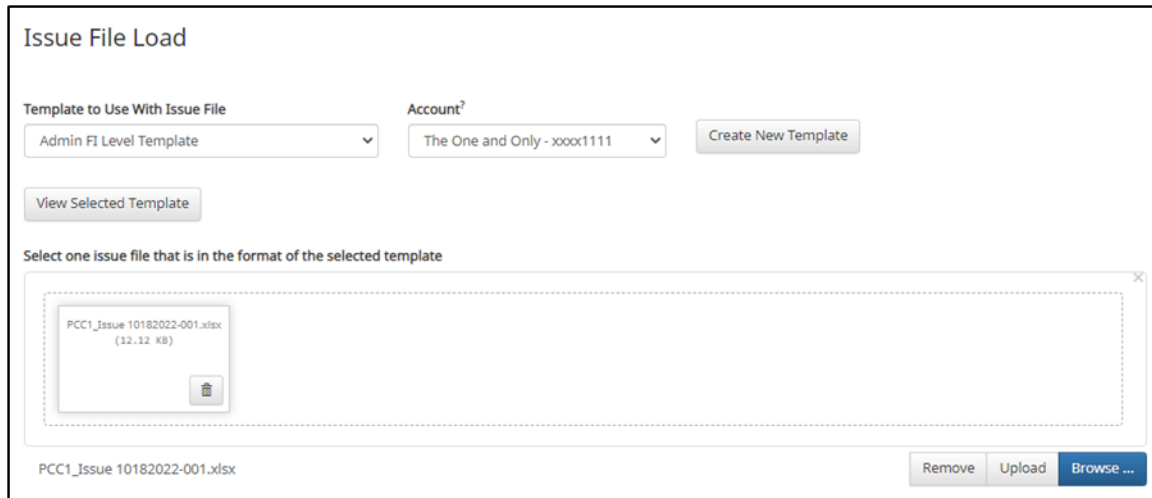 Issue File Load
Template to Use With Issue File
Account?
Admin FI Level Template
The One and Only - xxxx1111
Create New Template
View Selected Template
Select one issue file that is in the format of the selected template
×
PCC1_Issue 10182022-001.xlsx
(12.12 KB)
PCC1_Issue 10182022-001.xlsx
Remove
Upload
Browse ...